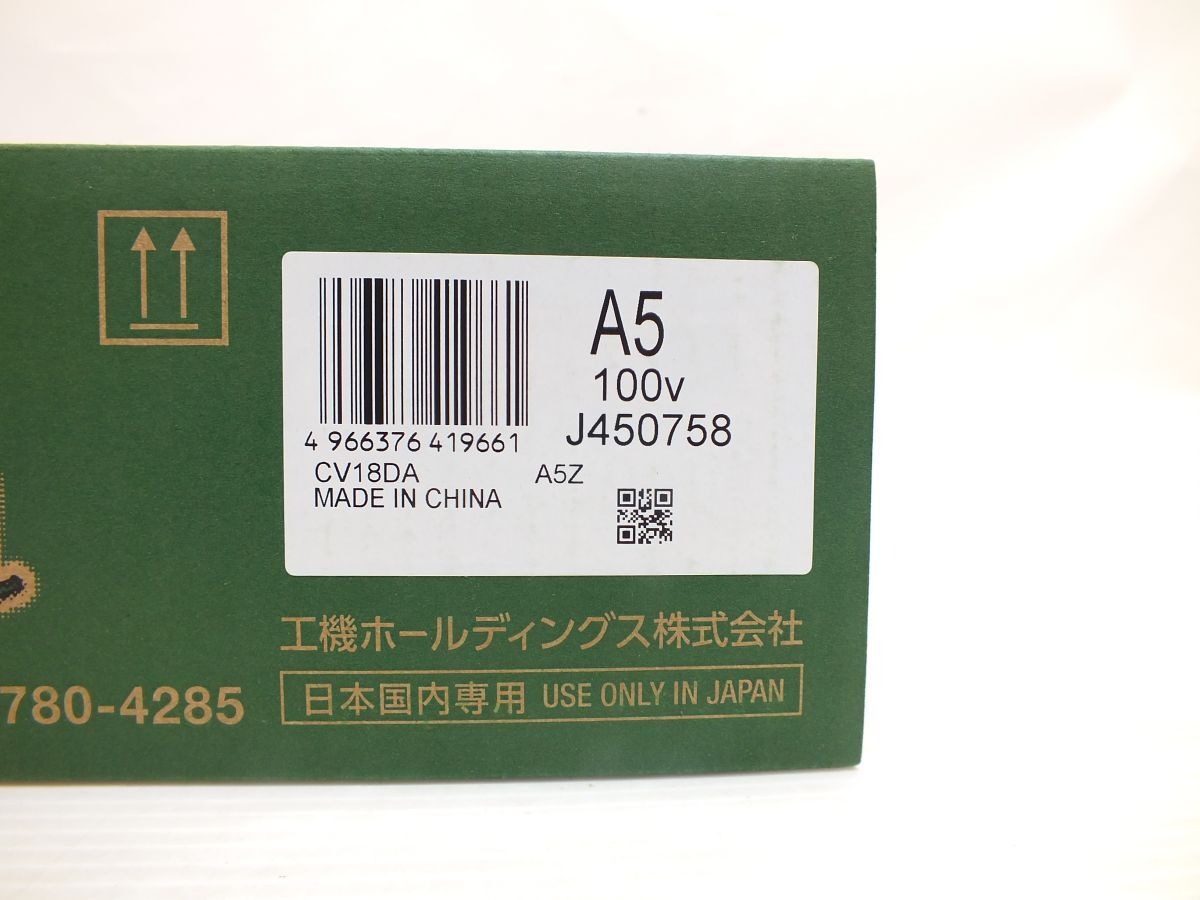 A5
100v
J450758
4 966376 419661
CV18DA A5Z
MADE IN CHINA
工機ホールディングス株式会社
780-4285
日本国内専用 USE ONLY IN JAPAN